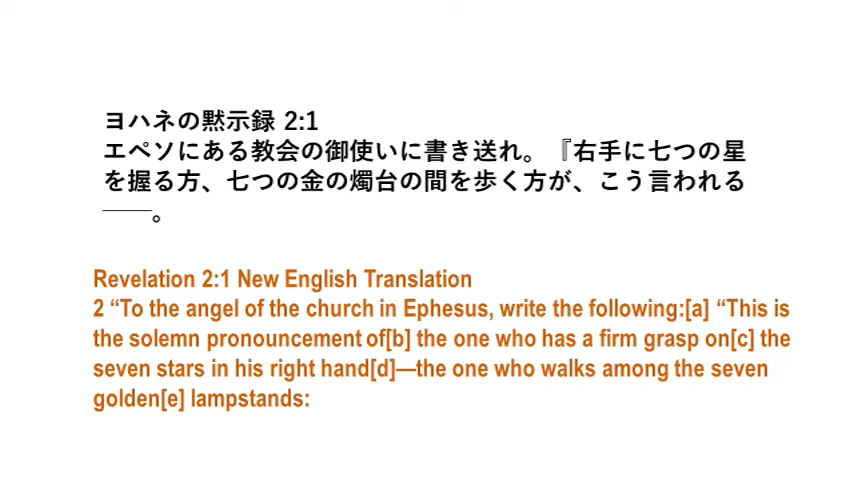 ヨハネの黙示録 2:1
エペソにある教会の御使いに書き送れ。『右手に七つの星
を握る方、七つの金の燭台の間を歩く方が、こう言われる
──。
Revelation 2:1 New English Translation
2 “To the angel of the church in Ephesus, write the following:[a] “This is
the solemn pronouncement of[b] the one who has a firm grasp on[c] the
seven stars in his right hand[d]—the one who walks among the seven
golden[e] lampstands: